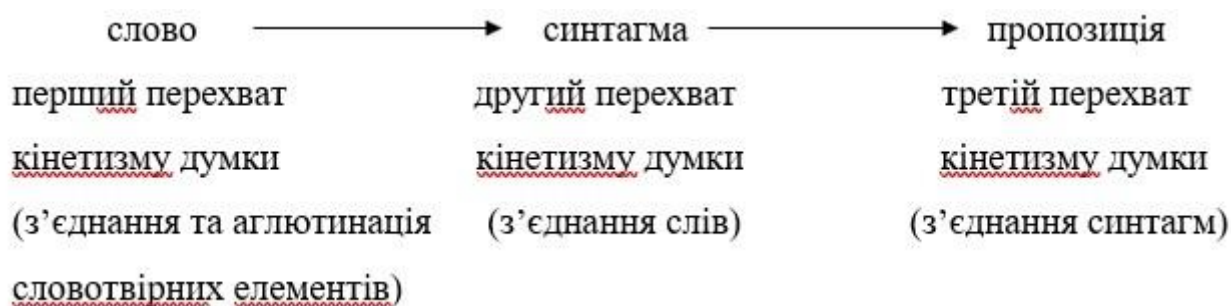 слово синтагма пропозиція
перший перехват другий перехват третій перехват
кінетизму думки кінетизму думки кінетизму думки
(з’єднання та аглютинація (з’єднання слів) (з’єднання синтагм)
словотвірних елементів)